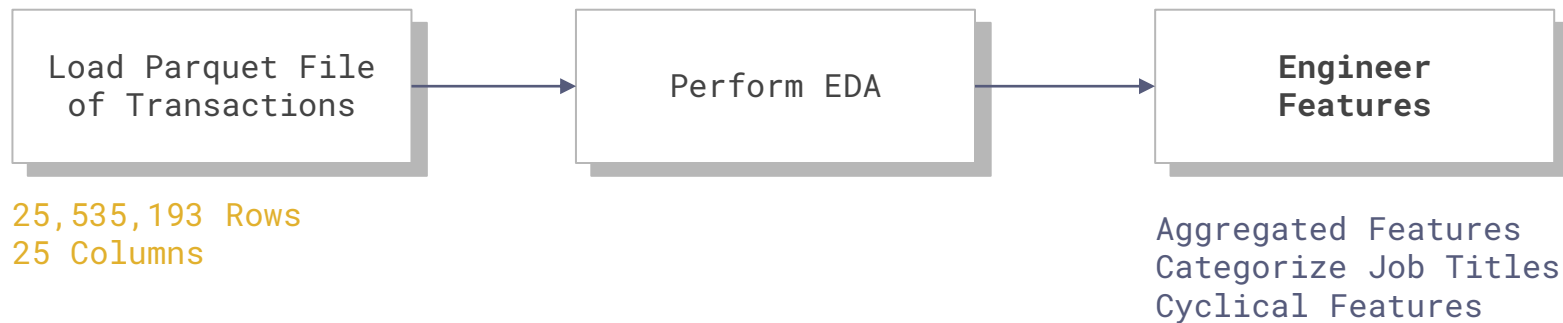 Load Parquet File
of Transactions
25,535,193 Rows
25 Columns
Perform EDA
Engineer
Features
Aggregated Features
Categorize Job Titles
Cyclical Features